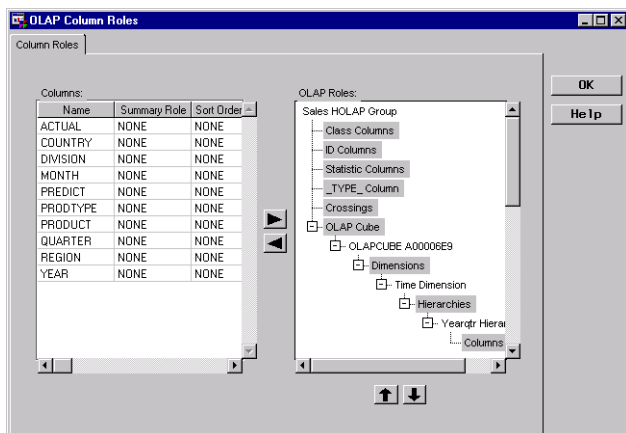 OLAP Column Roles
Column Roles
Columns:
Name Summary Role Sort Order
ACTUAL NONE NONE
COUNTRY NONE NONE
DIVISION NONE NONE
MONTH NONE NONE
PREDICT NONE NONE
PRODTYPE NONE NONE
PRODUCT NONE NONE
QUARTER NONE NONE
REGION NONE NONE
YEAR NONE NONE
OLAP Roles:
Sales HOLAP Group
Class Columns
ID Columns
Statistic Columns
_TYPE_ Column
Crossings
OLAP Cube
OLAPCUBE A00006E9
Dimensions
Time Dimension
Hierarchies
Yearqtr Hierar
Columns
OK
Help